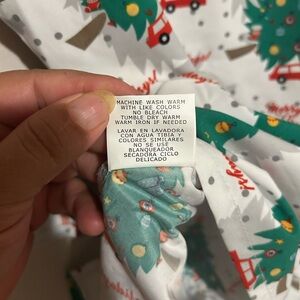 MACHINE WASH WARM
WITH LIKE COLORS
NO BLEACH
TUMBLE DRY WARM
WARM IRON IF NEEDED
LAVAR EN LAVADORA
CON AGUA TIBIA Y
COLORES SIMILARES
NO SE USE
BLANQUEADOR
SECADORA CICLO
DELICADO